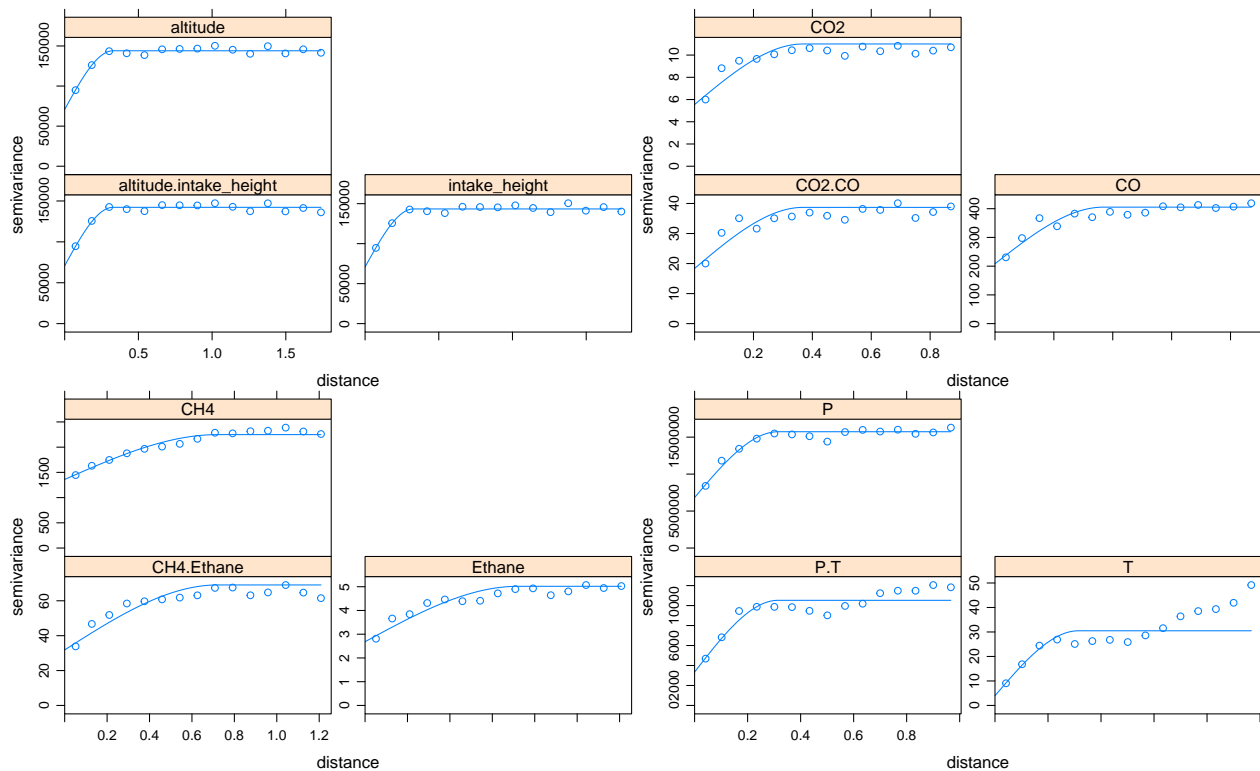 altitude
150000
50000
0
semivariance
altitude.intake_height
150000
50000
0
0.5 1.0 1.5
intake_height
150000
50000
0
distance
CO2
10
8
6
4
2
0
semivariance
CO2.CO
40
30
20
10
0
0.2 0.4 0.6 0.8
CO
400
300
200
100
0
distance
CH4
1500
500
0
semivariance
CH4.Ethane
60
40
20
0
0.2 0.4 0.6 0.8 1.0 1.2
Ethane
5
4
3
2
1
0
distance
P
15000000
5000000
0
semivariance
P.T
10000
6000
02000
0.2 0.4 0.6 0.8
T
50
40
30
20
10
0
distance